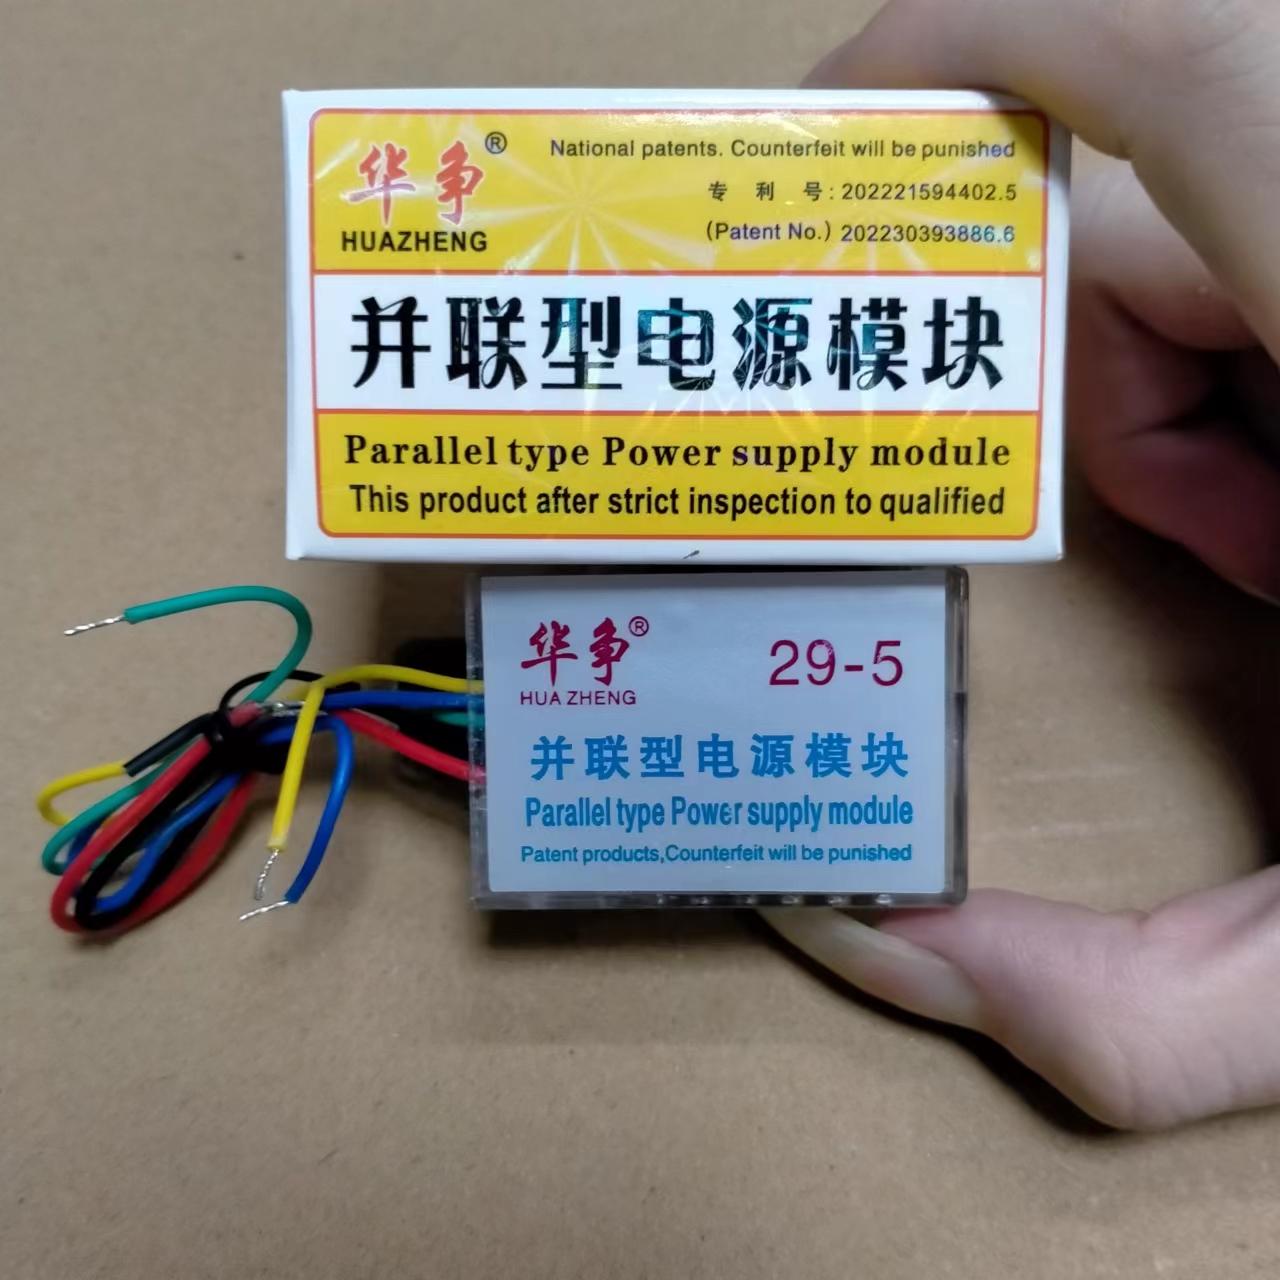 华争®
HUAZHENG
National patents. Counterfeit will be punished
专 利 号: 202221594402.5
(Patent No.) 202230393886.6
并联型电源模块
Parallel type Power supply module
This product after strict inspection to qualified
华争®
HUA ZHENG
29-5
并联型电源模块
Parallel type Power supply module
Patent products,Counterfeit will be punished